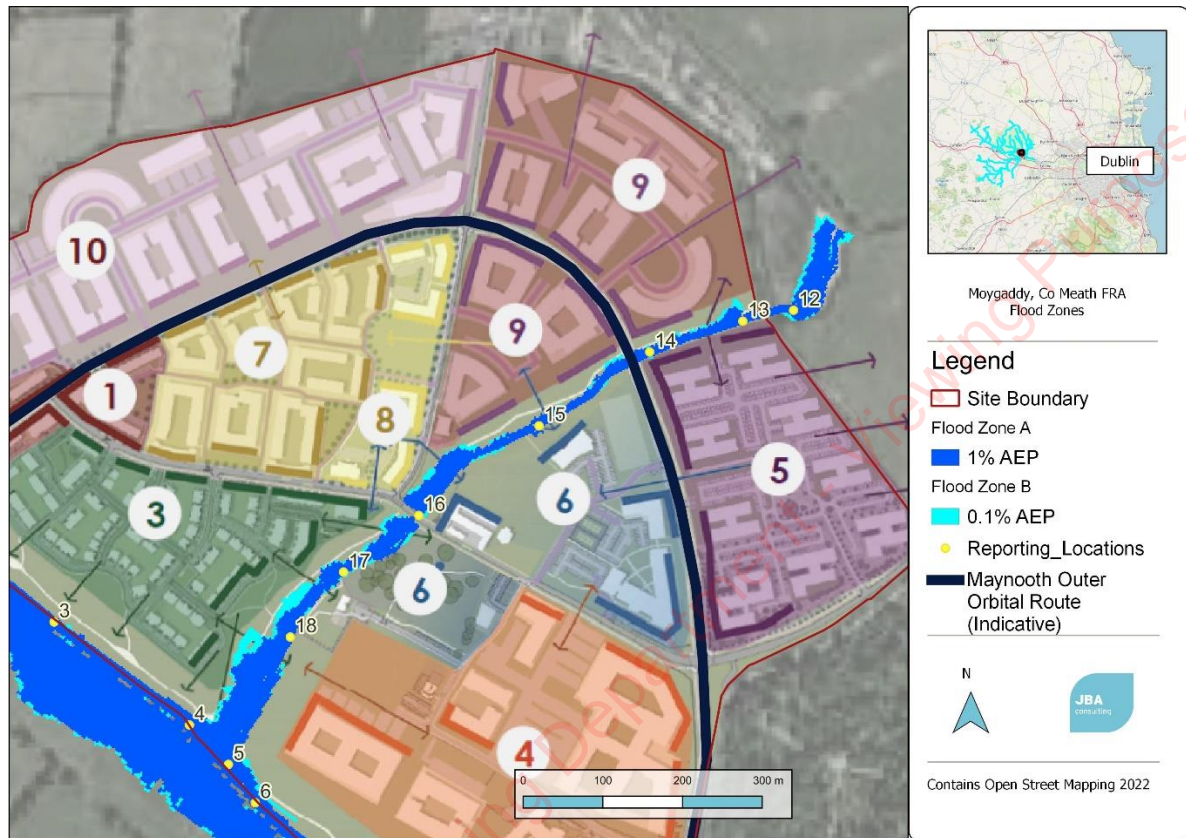 10
9
9
7
8
1
3
6
6
5
4
12
13
14
15
16
17
18
3
4
5
6
0 100 200 300 m
Viewing Purpos
Dublin
Moygaddy, Co Meath FRA
Flood Zones
Legend
Site Boundary
Flood Zone A
1% AEP
Flood Zone B
0.1% AEP
Reporting_Locations
Maynooth Outer
Orbital Route
(Indicative)
N
JBA
consulting
Contains Open Street Mapping 2022